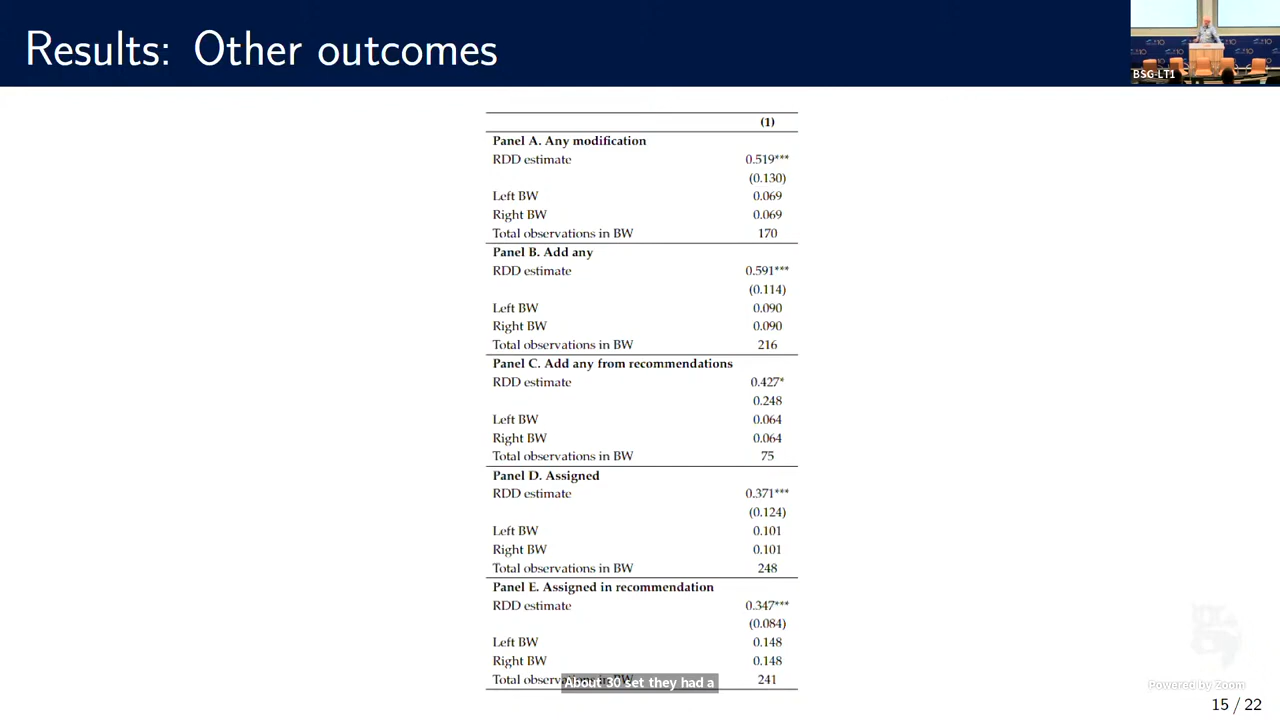 Results: Other outcomes
BSG-LT1
(1)
Panel A. Any modification
RDD estimate 0.519***
(0.130)
Left BW 0.069
Right BW 0.069
Total observations in BW 170
Panel B. Add any
RDD estimate 0.591***
(0.114)
Left BW 0.090
Right BW 0.090
Total observations in BW 216
Panel C. Add any from recommendations
RDD estimate 0.427*
0.248
Left BW 0.064
Right BW 0.064
Total observations in BW 75
Panel D. Assigned
RDD estimate 0.371***
(0.124)
Left BW 0.101
Right BW 0.101
Total observations in BW 248
Panel E. Assigned in recommendation
RDD estimate 0.347***
(0.084)
Left BW 0.148
Right BW 0.148
Total observations in BW 241
About 30 set they had a
Powered by Zoom
15 / 22